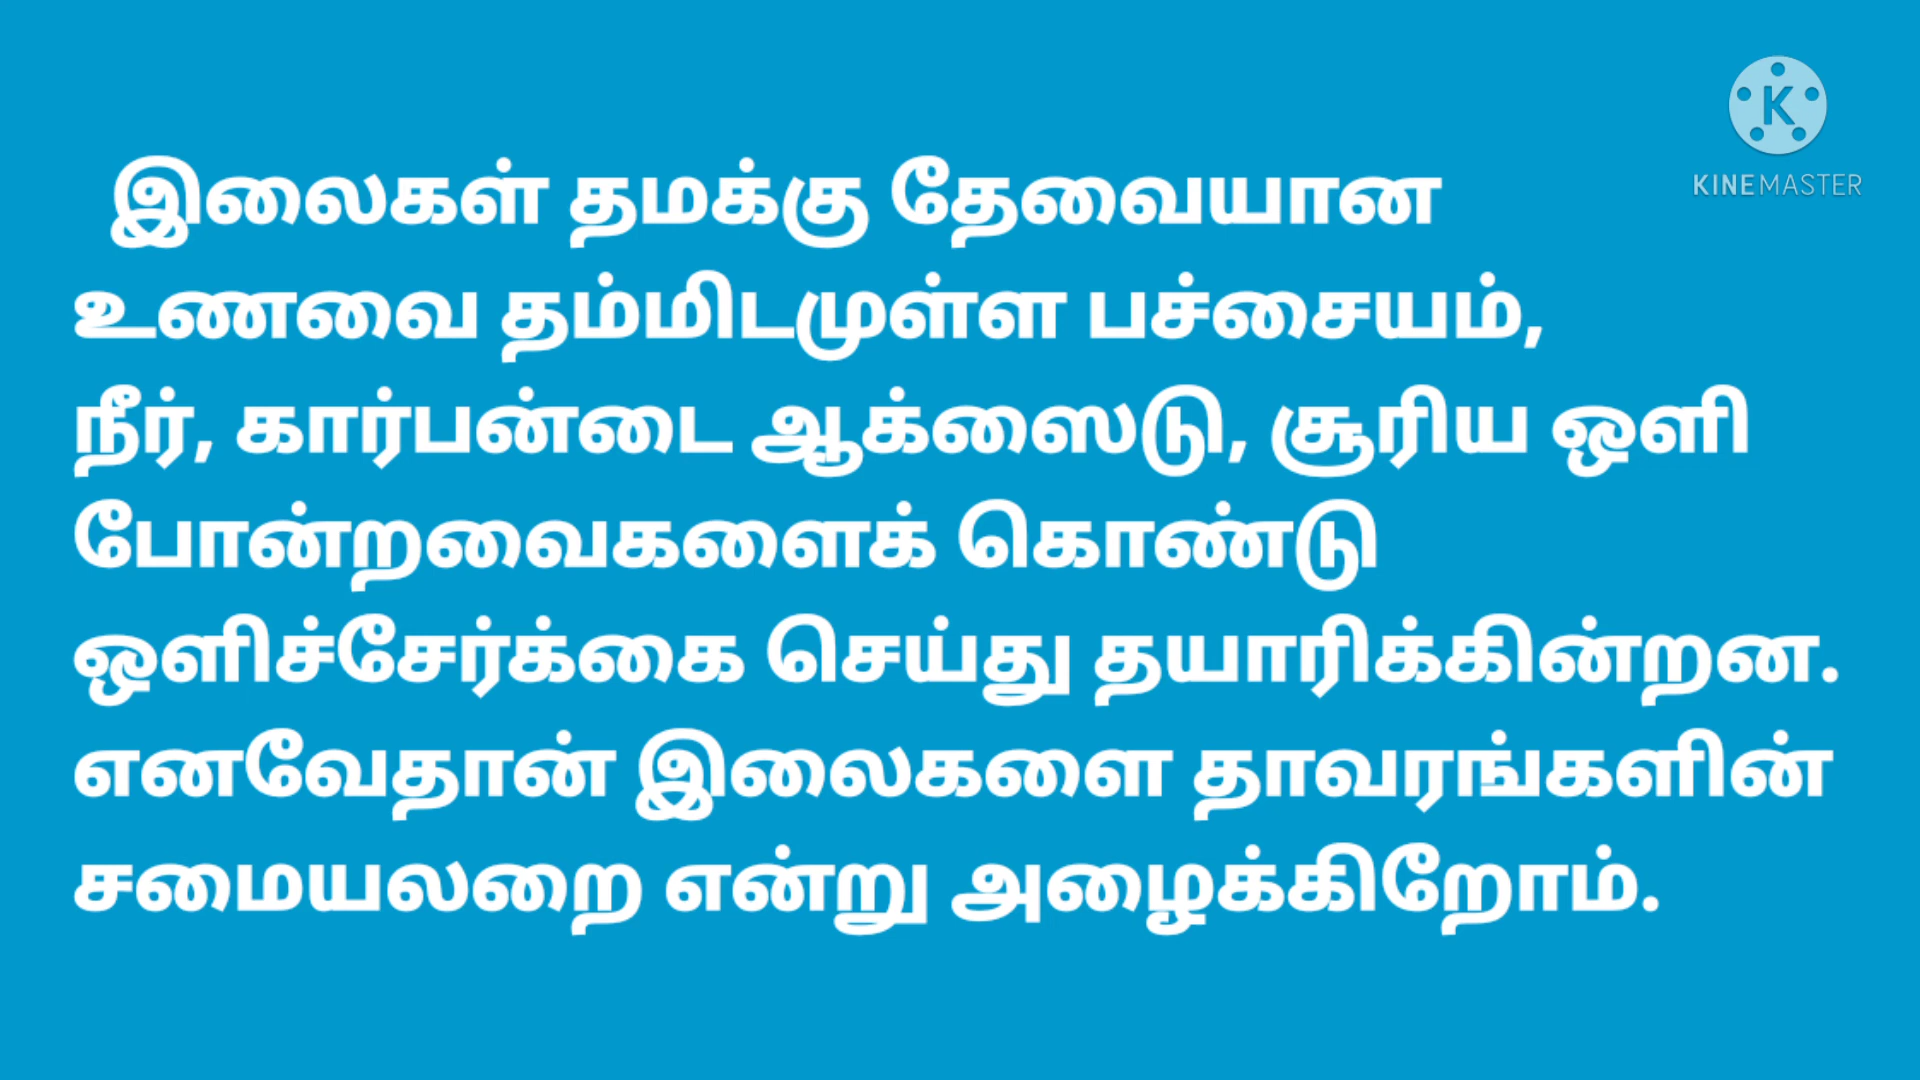 K
KINEMASTER
இலைகள் தமக்கு தேவையான
உணவை தம்மிடமுள்ள பச்சையம்,
நீர், கார்பன்டை ஆக்ஸைடு, சூரிய ஒளி
போன்றவைகளைக் கொண்டு
ஒளிச்சேர்க்கை செய்து தயாரிக்கின்றன.
எனவேதான் இலைகளை தாவரங்களின்
சமையலறை என்று அழைக்கிறோம்.